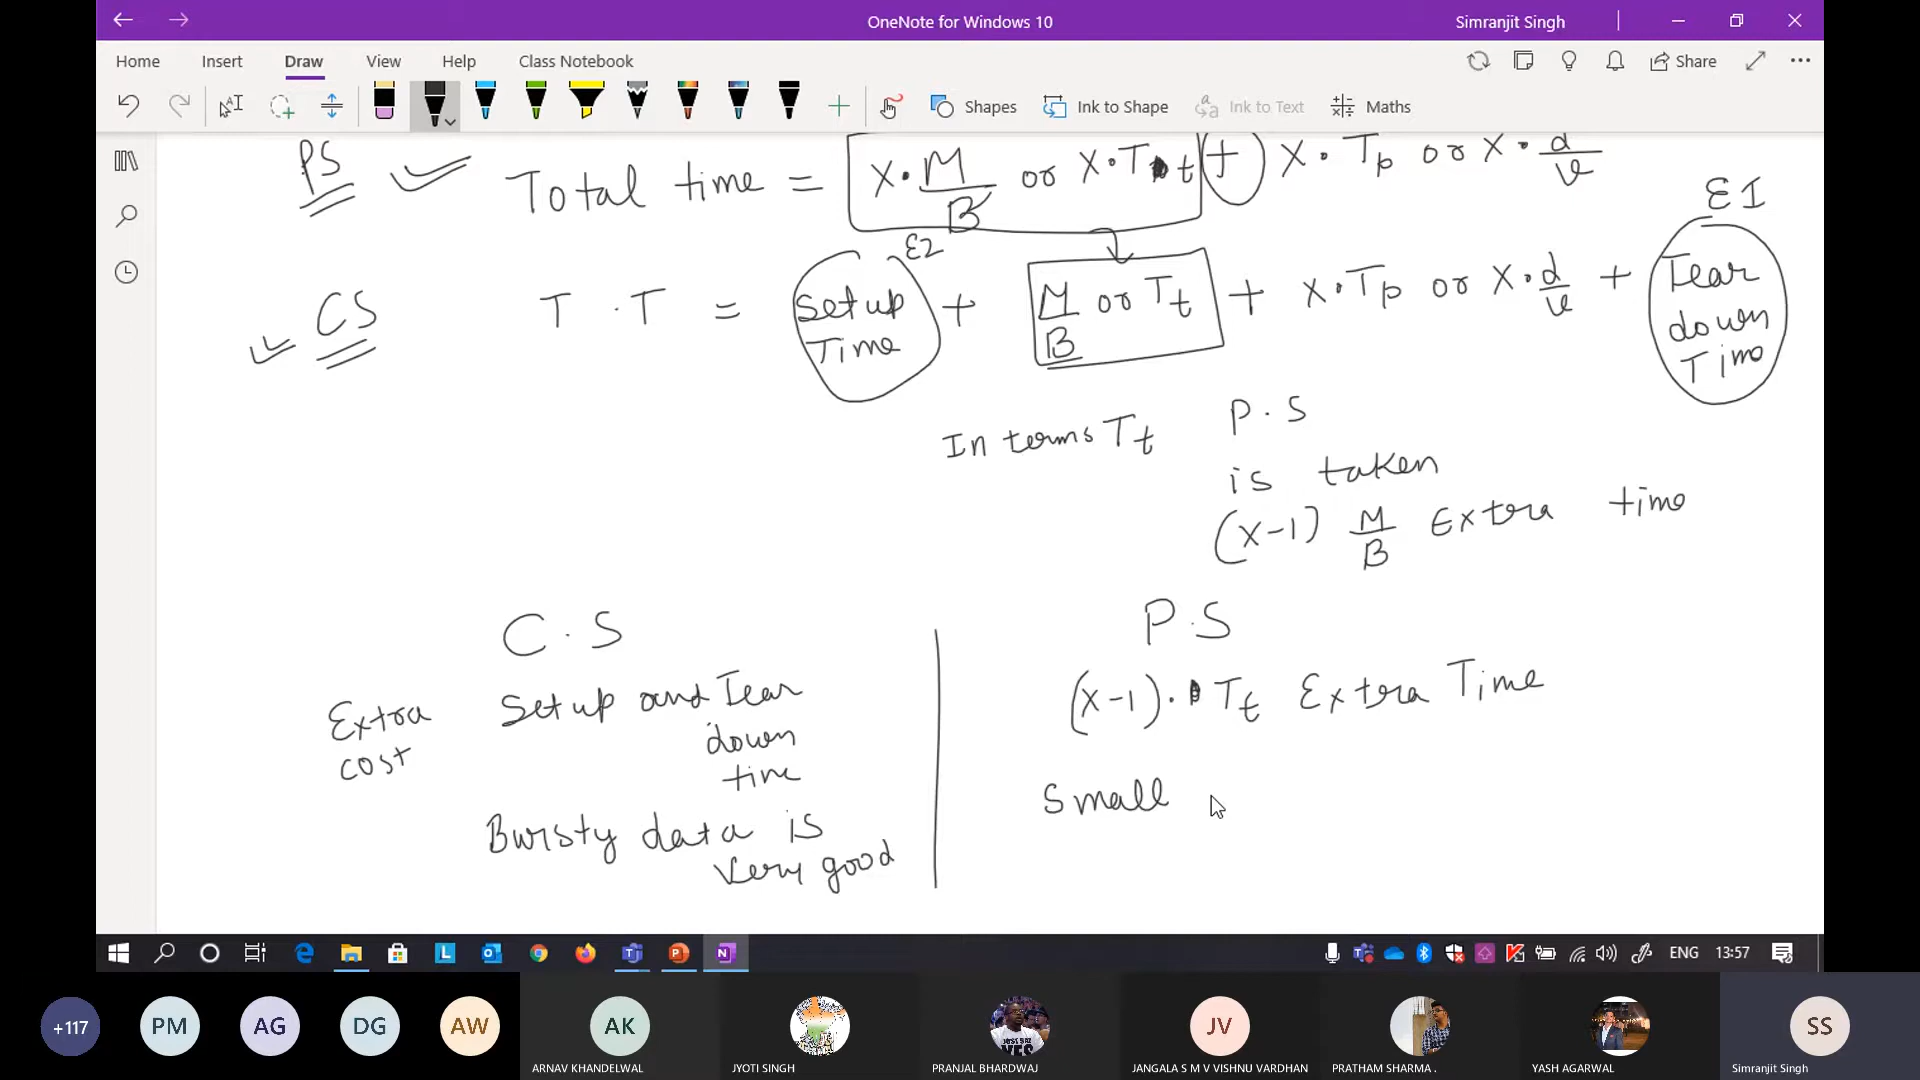 OneNote for Windows 10
Simranjit Singh
Home Insert Draw View Help Class Notebook
Share
Shapes Ink to Shape Ink to Text Maths
PS Total time = X · M/B or X · Tt + X · Tp or X · d/v
CS T · T = Setup Time + M/B or Tt + X · Tp or X · d/v + Tear down Time
E2
E1
In terms Tt P.S
is taken
(X-1) M/B Extra time
C.S
P.S
Extra cost
Setup and Tear
down
time
(X-1) · Tt Extra Time
Bursty data is
very good
Small
ENG 13:57
+117 PM AG DG AW AK JV SS
ARNAV KHANDELWAL JYOTI SINGH PRANJAL BHARDWAJ JANGALA S M V VISHNU VARDHAN PRATHAM SHARMA . YASH AGARWAL Simranjit Singh